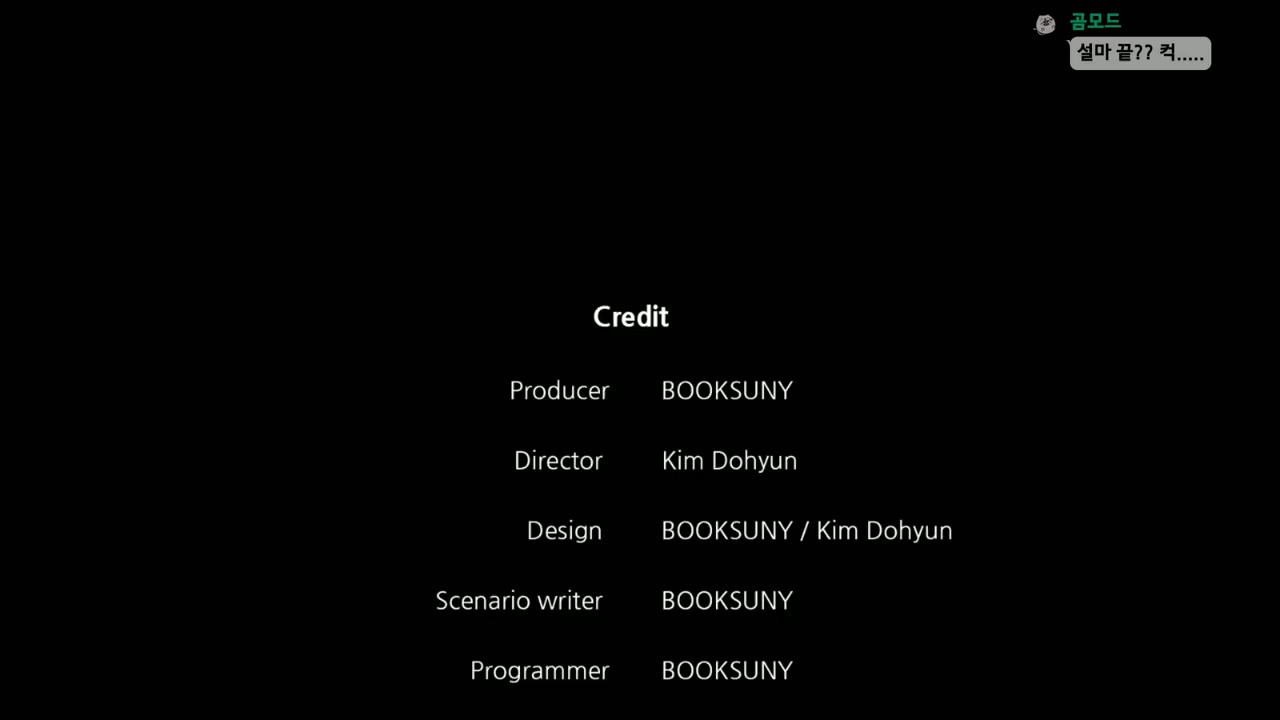 곰모드
설마 끝?? 컥.....
Credit
Producer BOOKSUNY
Director Kim Dohyun
Design BOOKSUNY / Kim Dohyun
Scenario writer BOOKSUNY
Programmer BOOKSUNY